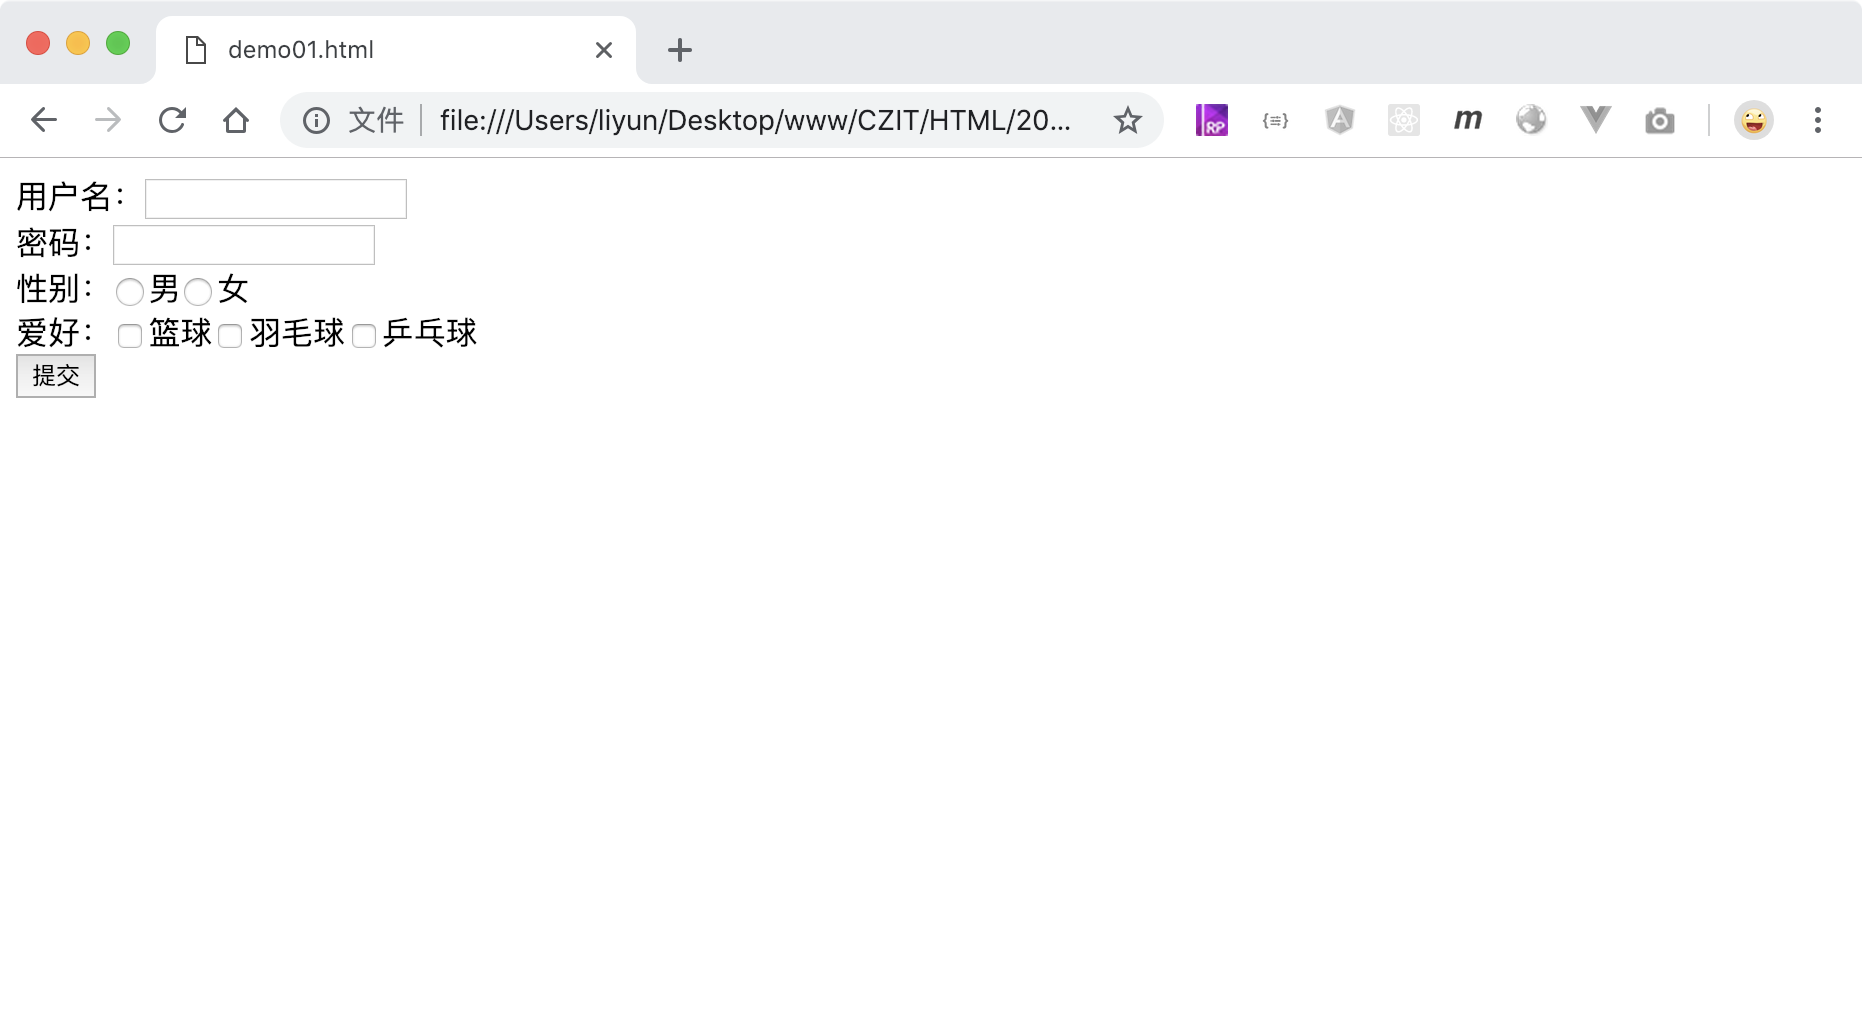 demo01.html
文件 file:///Users/liyun/Desktop/www/CZIT/HTML/20...
RP
m
用户名：
密码：
性别：男 女
爱好：篮球 羽毛球 乒乓球
提交